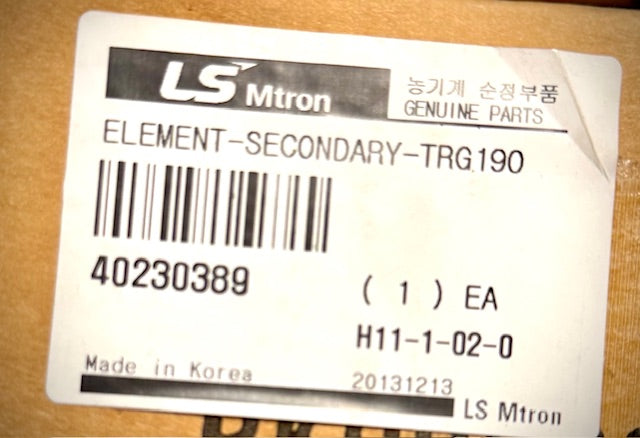 LS Mtron
농기계 순정부품
GENUINE PARTS
ELEMENT-SECONDARY-TRG190
40230389
( 1 ) EA
H11-1-02-0
Made in Korea
20131213
LS Mtron